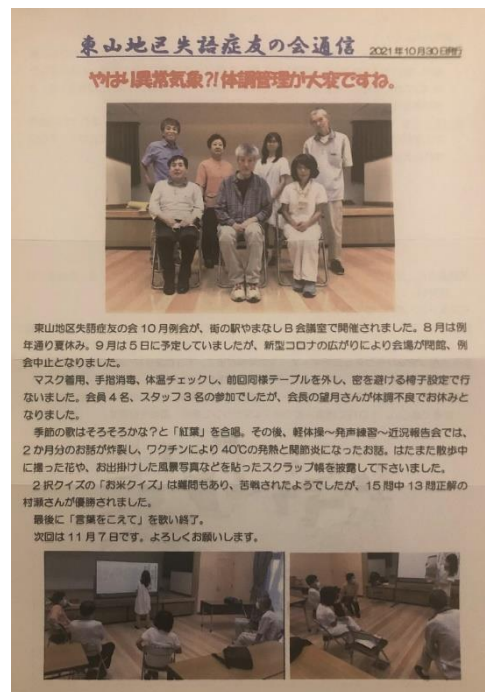 東山地区失語症友の会通信 2021年10月30日発行
やはり異常気象?!体調管理が大変ですね。
東山地区失語症友の会10月例会が、街の駅やまなしB会議室で開催されました。8月は例
年通り夏休み。9月は5日に予定していましたが、新型コロナの広がりにより会場が閉館、例
会中止となりました。
マスク着用、手指消毒、体温チェックし、前回同様テーブルを外し、密を避ける椅子設定で行
ないました。会員4名、スタッフ3名の参加でしたが、会長の望月さんが体調不良でお休みと
なりました。
季節の歌はそろそろかな?と「紅葉」を合唱。その後、軽体操~発声練習~近況報告会では、
2か月分のお話が炸裂し、ワクチンにより40℃の発熱と関節炎になったお話。はたまた散歩中
に撮った花や、お出掛けした風景写真などを貼ったスクラップ帳を披露して下さいました。
2択クイズの「お米クイズ」は難問もあり、苦戦されたようでしたが、15問中13問正解の
村瀬さんが優勝されました。
最後に「言葉をこえて」を歌い終了。
次回は11月7日です。よろしくお願いします。